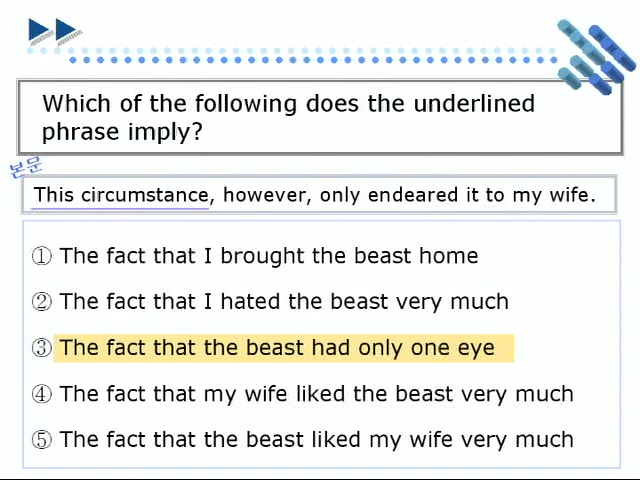 Which of the following does the underlined
phrase imply?
본문
This circumstance, however, only endeared it to my wife.
① The fact that I brought the beast home
② The fact that I hated the beast very much
③ The fact that the beast had only one eye
④ The fact that my wife liked the beast very much
⑤ The fact that the beast liked my wife very much